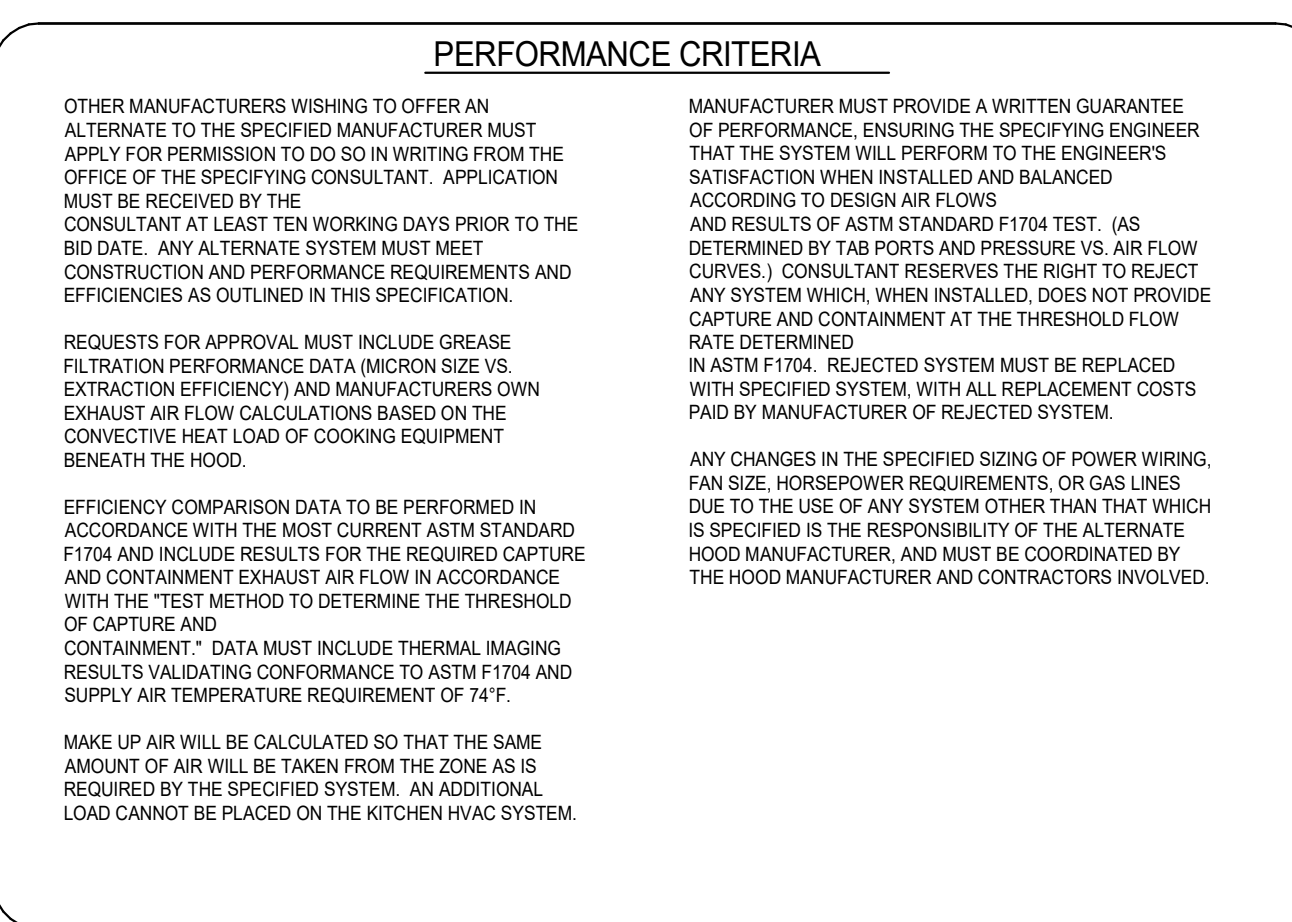 PERFORMANCE CRITERIA
OTHER MANUFACTURERS WISHING TO OFFER AN
ALTERNATE TO THE SPECIFIED MANUFACTURER MUST
APPLY FOR PERMISSION TO DO SO IN WRITING FROM THE
OFFICE OF THE SPECIFYING CONSULTANT.  APPLICATION
MUST BE RECEIVED BY THE
CONSULTANT AT LEAST TEN WORKING DAYS PRIOR TO THE
BID DATE.  ANY ALTERNATE SYSTEM MUST MEET
CONSTRUCTION AND PERFORMANCE REQUIREMENTS AND
EFFICIENCIES AS OUTLINED IN THIS SPECIFICATION.
REQUESTS FOR APPROVAL MUST INCLUDE GREASE
FILTRATION PERFORMANCE DATA (MICRON SIZE VS.
EXTRACTION EFFICIENCY) AND MANUFACTURERS OWN
EXHAUST AIR FLOW CALCULATIONS BASED ON THE
CONVECTIVE HEAT LOAD OF COOKING EQUIPMENT
BENEATH THE HOOD.
EFFICIENCY COMPARISON DATA TO BE PERFORMED IN
ACCORDANCE WITH THE MOST CURRENT ASTM STANDARD
F1704 AND INCLUDE RESULTS FOR THE REQUIRED CAPTURE
AND CONTAINMENT EXHAUST AIR FLOW IN ACCORDANCE
WITH THE "TEST METHOD TO DETERMINE THE THRESHOLD
OF CAPTURE AND
CONTAINMENT."  DATA MUST INCLUDE THERMAL IMAGING
RESULTS VALIDATING CONFORMANCE TO ASTM F1704 AND
SUPPLY AIR TEMPERATURE REQUIREMENT OF 74°F.
MAKE UP AIR WILL BE CALCULATED SO THAT THE SAME
AMOUNT OF AIR WILL BE TAKEN FROM THE ZONE AS IS
REQUIRED BY THE SPECIFIED SYSTEM.  AN ADDITIONAL
LOAD CANNOT BE PLACED ON THE KITCHEN HVAC SYSTEM.
MANUFACTURER MUST PROVIDE A WRITTEN GUARANTEE
OF PERFORMANCE, ENSURING THE SPECIFYING ENGINEER
THAT THE SYSTEM WILL PERFORM TO THE ENGINEER'S
SATISFACTION WHEN INSTALLED AND BALANCED
ACCORDING TO DESIGN AIR FLOWS
AND RESULTS OF ASTM STANDARD F1704 TEST.  (AS
DETERMINED BY TAB PORTS AND PRESSURE VS. AIR FLOW
CURVES.)  CONSULTANT RESERVES THE RIGHT TO REJECT
ANY SYSTEM WHICH, WHEN INSTALLED, DOES NOT PROVIDE
CAPTURE AND CONTAINMENT AT THE THRESHOLD FLOW
RATE DETERMINED
IN ASTM F1704.  REJECTED SYSTEM MUST BE REPLACED
WITH SPECIFIED SYSTEM, WITH ALL REPLACEMENT COSTS
PAID BY MANUFACTURER OF REJECTED SYSTEM.
ANY CHANGES IN THE SPECIFIED SIZING OF POWER WIRING,
FAN SIZE, HORSEPOWER REQUIREMENTS, OR GAS LINES
DUE TO THE USE OF ANY SYSTEM OTHER THAN THAT WHICH
IS SPECIFIED IS THE RESPONSIBILITY OF THE ALTERNATE
HOOD MANUFACTURER, AND MUST BE COORDINATED BY
THE HOOD MANUFACTURER AND CONTRACTORS INVOLVED.